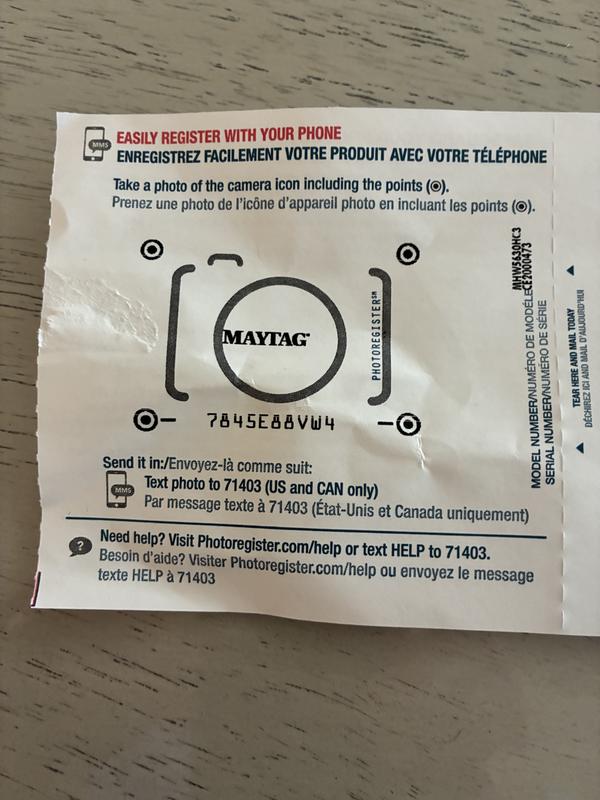 MMS
EASILY REGISTER WITH YOUR PHONE
ENREGISTREZ FACILEMENT VOTRE PRODUIT AVEC VOTRE TÉLÉPHONE
Take a photo of the camera icon including the points (◉).
Prenez une photo de l'icône d'appareil photo en incluant les points (◉).
MAYTAG®
PHOTOREGISTER℠
7845E88VW4
Send it in:/Envoyez-là comme suit:
MMS
Text photo to 71403 (US and CAN only)
Par message texte à 71403 (État-Unis et Canada uniquement)
?
Need help? Visit Photoregister.com/help or text HELP to 71403.
Besoin d'aide? Visiter Photoregister.com/help ou envoyez le message
texte HELP à 71403
MODEL NUMBER/NUMÉRO DE MODÈLE MHW5630HC3
SERIAL NUMBER/NUMÉRO DE SÉRIE CE2000473
TEAR HERE AND MAIL TODAY
DÉCHIREZ ICI AND MAIL D'AUJOURD'HUI